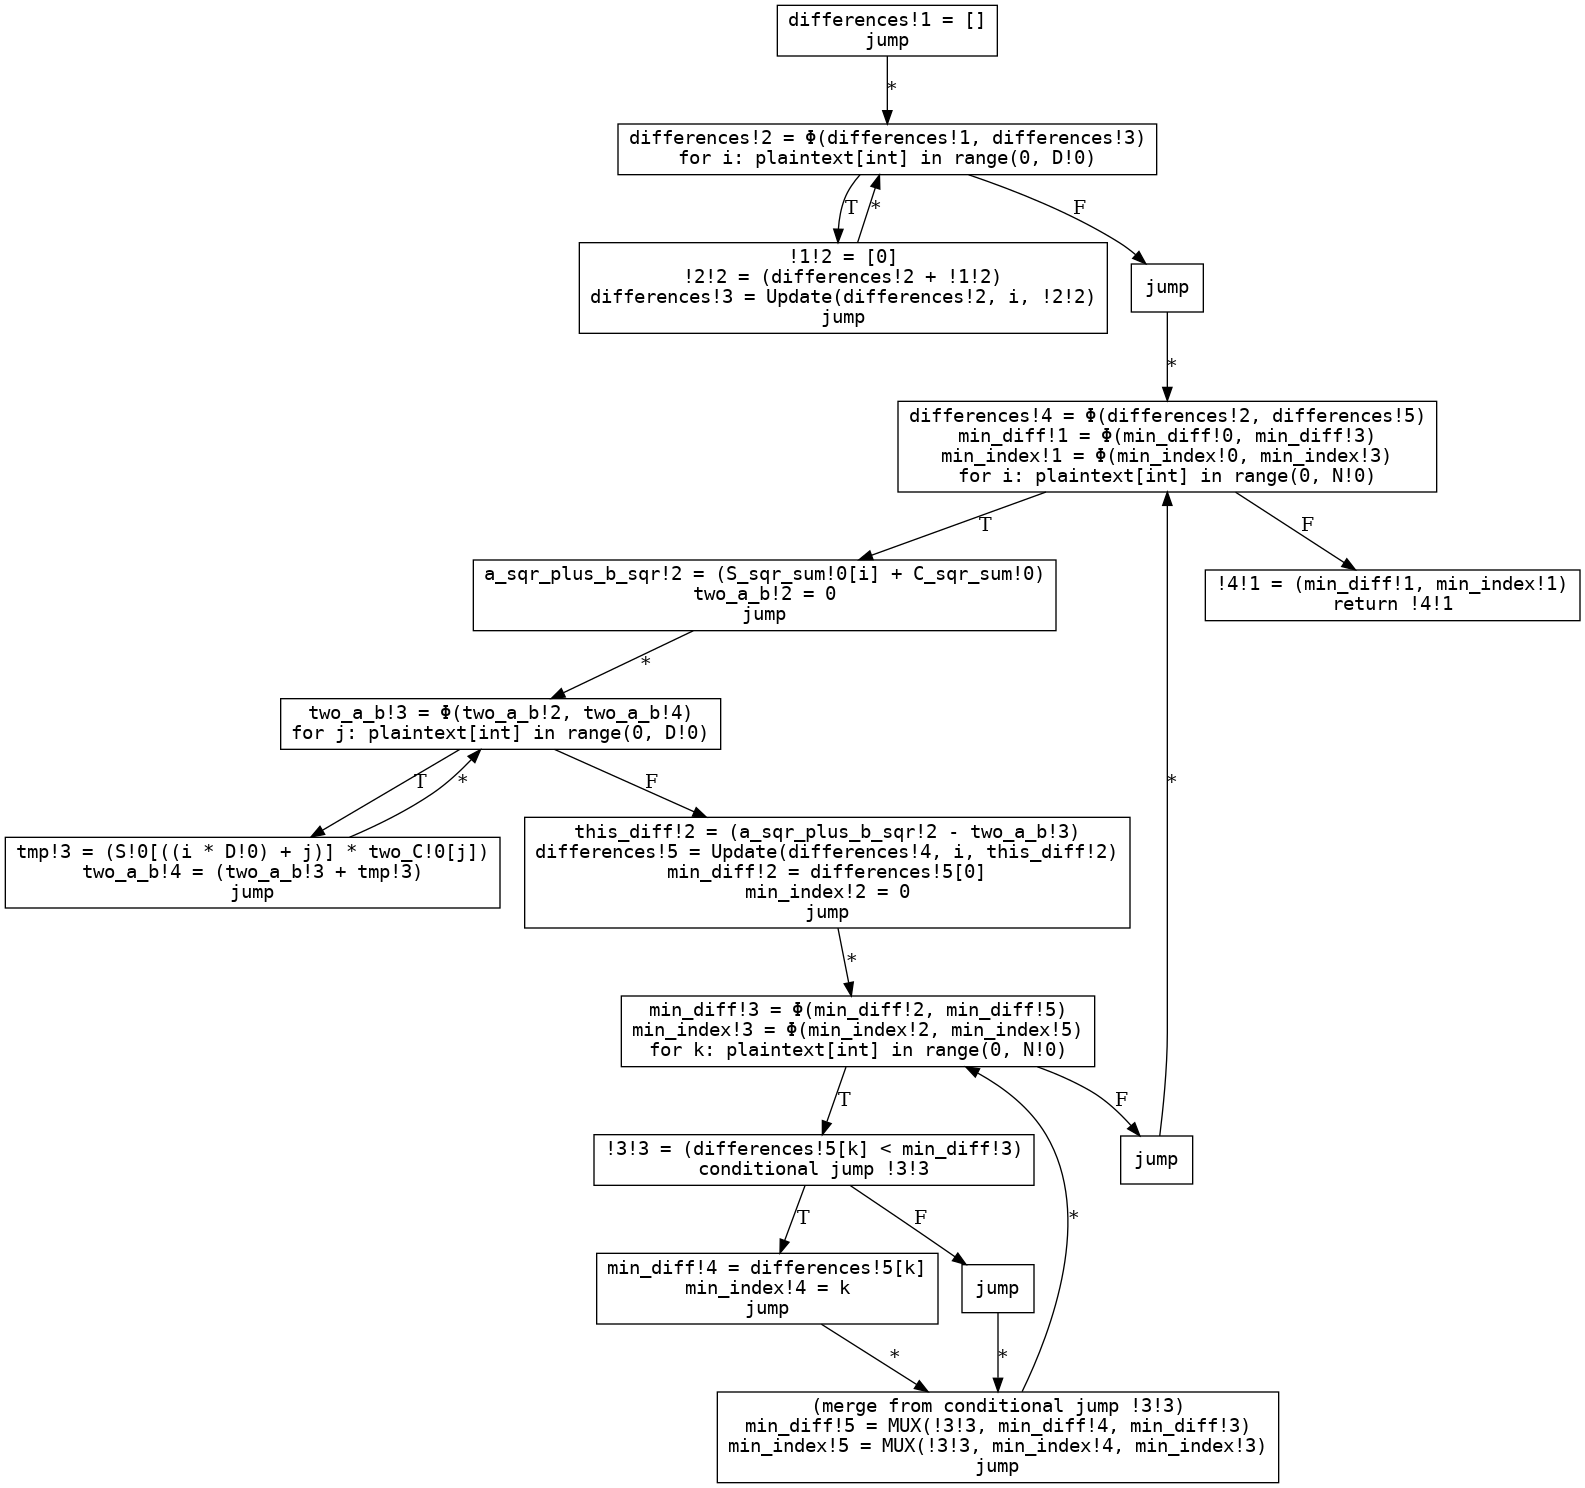 differences!1 = []
jump
*
differences!2 = Φ(differences!1, differences!3)
for i: plaintext[int] in range(0, D!0)
T
*
F
!1!2 = [0]
!2!2 = (differences!2 + !1!2)
differences!3 = Update(differences!2, i, !2!2)
jump
jump
*
differences!4 = Φ(differences!2, differences!5)
min_diff!1 = Φ(min_diff!0, min_diff!3)
min_index!1 = Φ(min_index!0, min_index!3)
for i: plaintext[int] in range(0, N!0)
T
F
a_sqr_plus_b_sqr!2 = (S_sqr_sum!0[i] + C_sqr_sum!0)
two_a_b!2 = 0
jump
!4!1 = (min_diff!1, min_index!1)
return !4!1
*
two_a_b!3 = Φ(two_a_b!2, two_a_b!4)
for j: plaintext[int] in range(0, D!0)
T
*
F
*
tmp!3 = (S!0[((i * D!0) + j)] * two_C!0[j])
two_a_b!4 = (two_a_b!3 + tmp!3)
jump
this_diff!2 = (a_sqr_plus_b_sqr!2 - two_a_b!3)
differences!5 = Update(differences!4, i, this_diff!2)
min_diff!2 = differences!5[0]
min_index!2 = 0
jump
*
min_diff!3 = Φ(min_diff!2, min_diff!5)
min_index!3 = Φ(min_index!2, min_index!5)
for k: plaintext[int] in range(0, N!0)
T
F
!3!3 = (differences!5[k] < min_diff!3)
conditional jump !3!3
jump
T
F
*
min_diff!4 = differences!5[k]
min_index!4 = k
jump
jump
*
*
(merge from conditional jump !3!3)
min_diff!5 = MUX(!3!3, min_diff!4, min_diff!3)
min_index!5 = MUX(!3!3, min_index!4, min_index!3)
jump